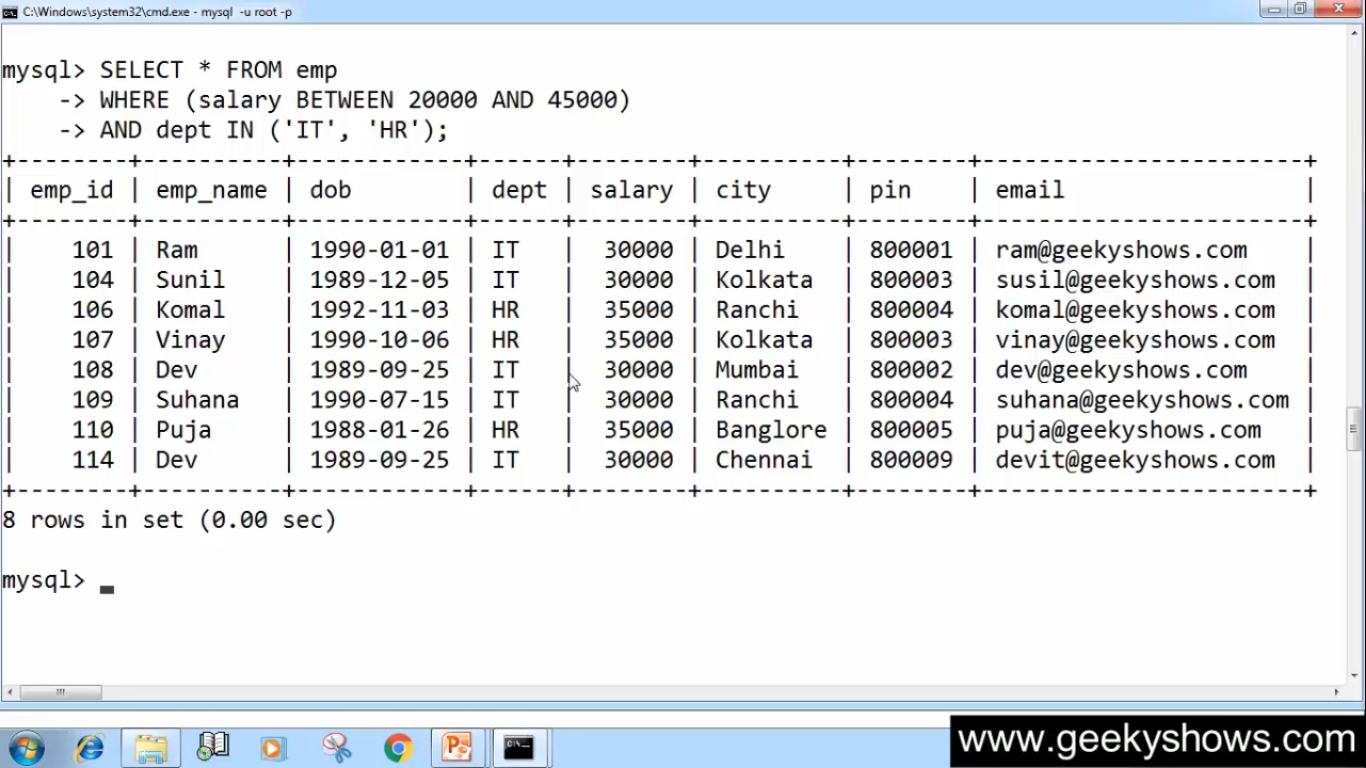 C:\Windows\system32\cmd.exe - mysql  -u root -p
mysql> SELECT * FROM emp
    -> WHERE (salary BETWEEN 20000 AND 45000)
    -> AND dept IN ('IT', 'HR');
+--------+----------+------------+------+--------+----------+--------+-----------------------+
| emp_id | emp_name | dob        | dept | salary | city     | pin    | email                 |
+--------+----------+------------+------+--------+----------+--------+-----------------------+
|    101 | Ram      | 1990-01-01 | IT   |  30000 | Delhi    | 800001 | ram@geekyshows.com    |
|    104 | Sunil    | 1989-12-05 | IT   |  30000 | Kolkata  | 800003 | susil@geekyshows.com  |
|    106 | Komal    | 1992-11-03 | HR   |  35000 | Ranchi   | 800004 | komal@geekyshows.com  |
|    107 | Vinay    | 1990-10-06 | HR   |  35000 | Kolkata  | 800003 | vinay@geekyshows.com  |
|    108 | Dev      | 1989-09-25 | IT   |  30000 | Mumbai   | 800002 | dev@geekyshows.com    |
|    109 | Suhana   | 1990-07-15 | IT   |  30000 | Ranchi   | 800004 | suhana@geekyshows.com |
|    110 | Puja     | 1988-01-26 | HR   |  35000 | Banglore | 800005 | puja@geekyshows.com   |
|    114 | Dev      | 1989-09-25 | IT   |  30000 | Chennai  | 800009 | devit@geekyshows.com  |
+--------+----------+------------+------+--------+----------+--------+-----------------------+
8 rows in set (0.00 sec)
mysql> _
www.geekyshows.com